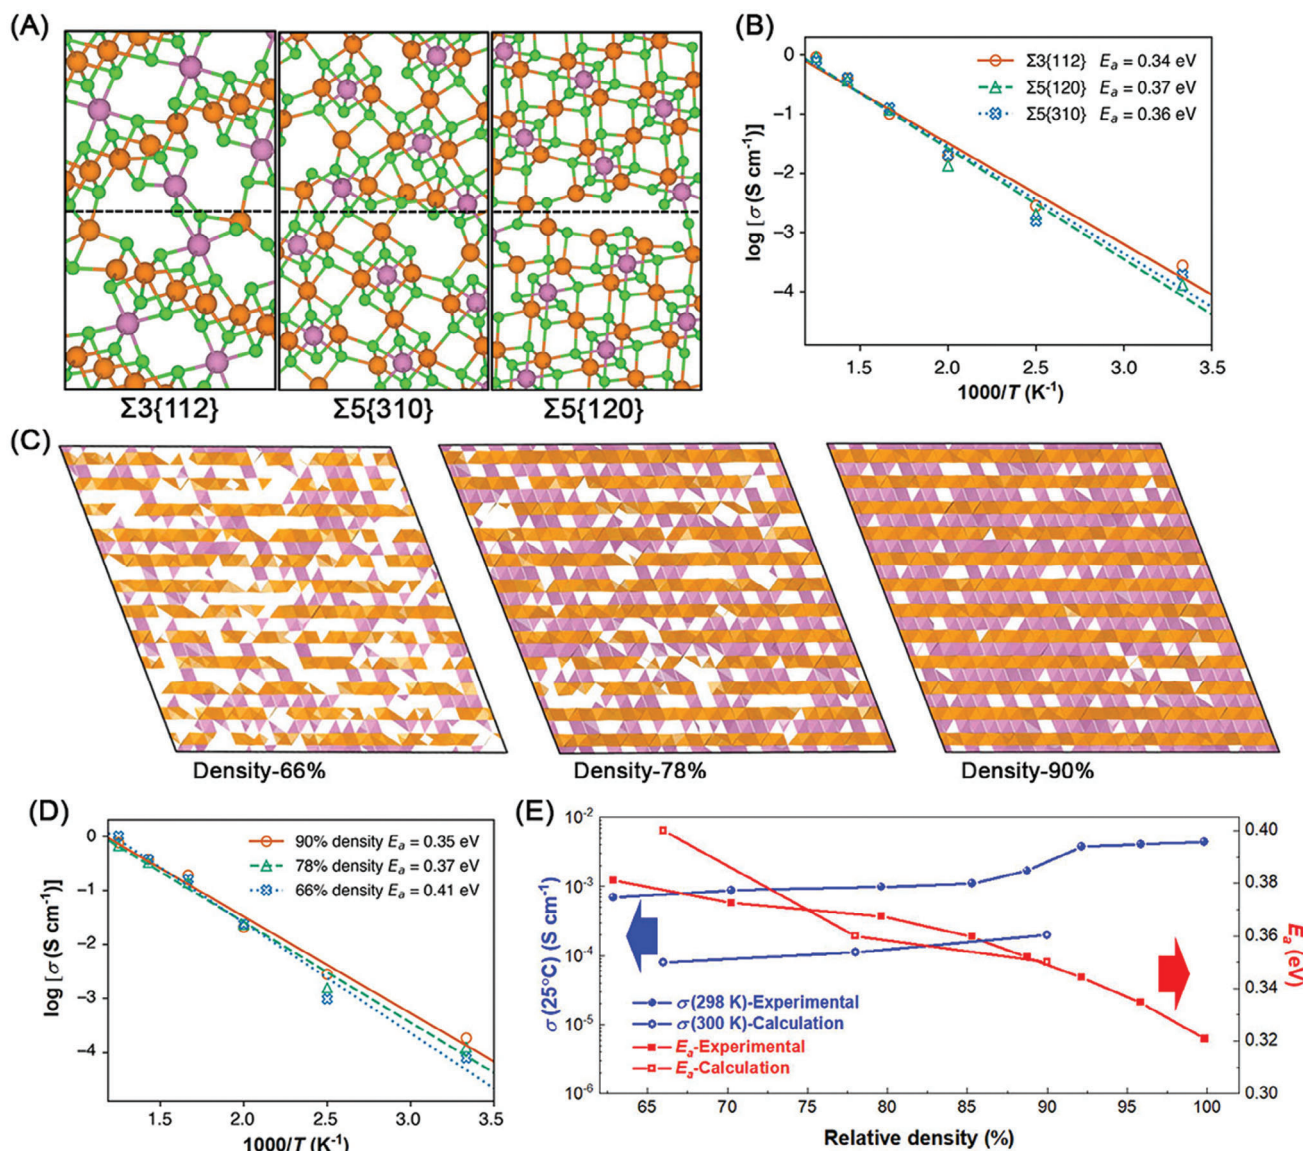 (A)
Σ3{112}
Σ5{310}
Σ5{120}
(B)
log [σ (S cm⁻¹)]
0
−1
−2
−3
−4
Σ3{112} Eₐ = 0.34 eV
Σ5{120} Eₐ = 0.37 eV
Σ5{310} Eₐ = 0.36 eV
1.5 2.0 2.5 3.0 3.5
1000/T (K⁻¹)
(C)
Density-66%
Density-78%
Density-90%
(D)
log [σ (S cm⁻¹)]
0
−1
−2
−3
−4
90% density Eₐ = 0.35 eV
78% density Eₐ = 0.37 eV
66% density Eₐ = 0.41 eV
1.5 2.0 2.5 3.0 3.5
1000/T (K⁻¹)
(E)
σ (25°C) (S cm⁻¹)
10⁻²
10⁻³
10⁻⁴
10⁻⁵
10⁻⁶
σ(298 K)-Experimental
σ(300 K)-Calculation
Eₐ-Experimental
Eₐ-Calculation
0.40
0.38
0.36
0.34
0.32
0.30
Eₐ (eV)
65 70 75 80 85 90 95 100
Relative density (%)